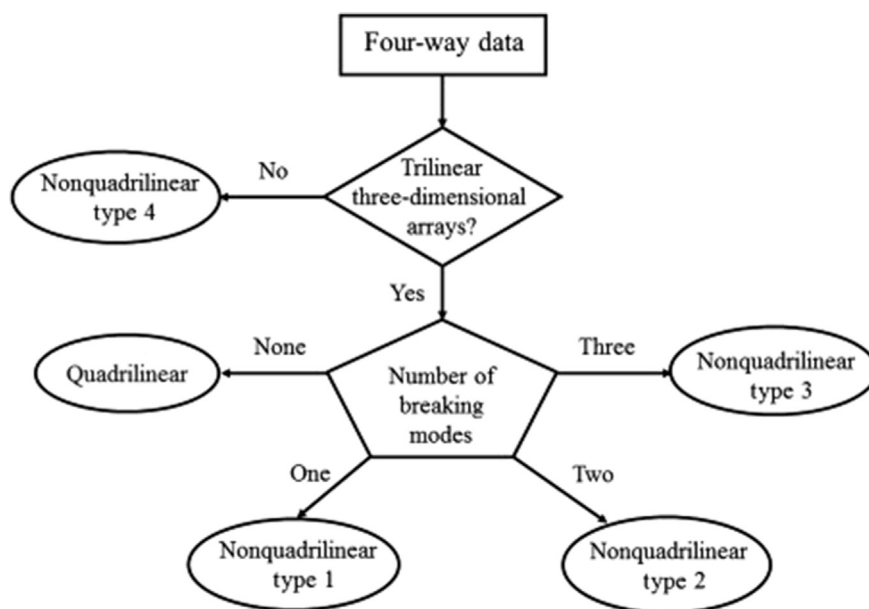 Four-way data
Trilinear
three-dimensional
arrays?
No
Nonquadrilinear
type 4
Yes
None
Quadrilinear
Number of
breaking
modes
Three
Nonquadrilinear
type 3
One
Nonquadrilinear
type 1
Two
Nonquadrilinear
type 2